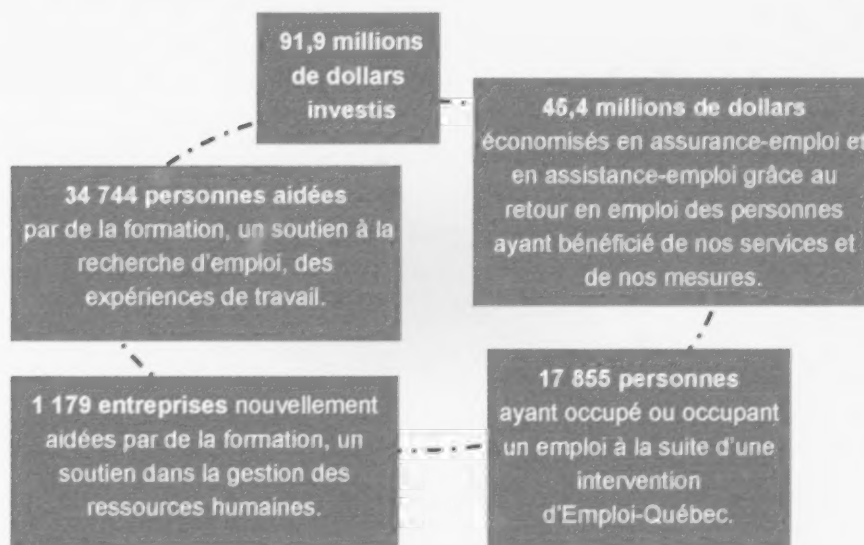 91,9 millions
de dollars
investis
45,4 millions de dollars
économisés en assurance-emploi et
en assistance-emploi grâce au
retour en emploi des personnes
ayant bénéficié de nos services et
de nos mesures.
34 744 personnes aidées
par de la formation, un soutien à la
recherche d'emploi, des
expériences de travail.
1 179 entreprises nouvellement
aidées par de la formation, un
soutien dans la gestion des
ressources humaines.
17 855 personnes
ayant occupé ou occupant
un emploi à la suite d'une
intervention
d'Emploi-Québec.